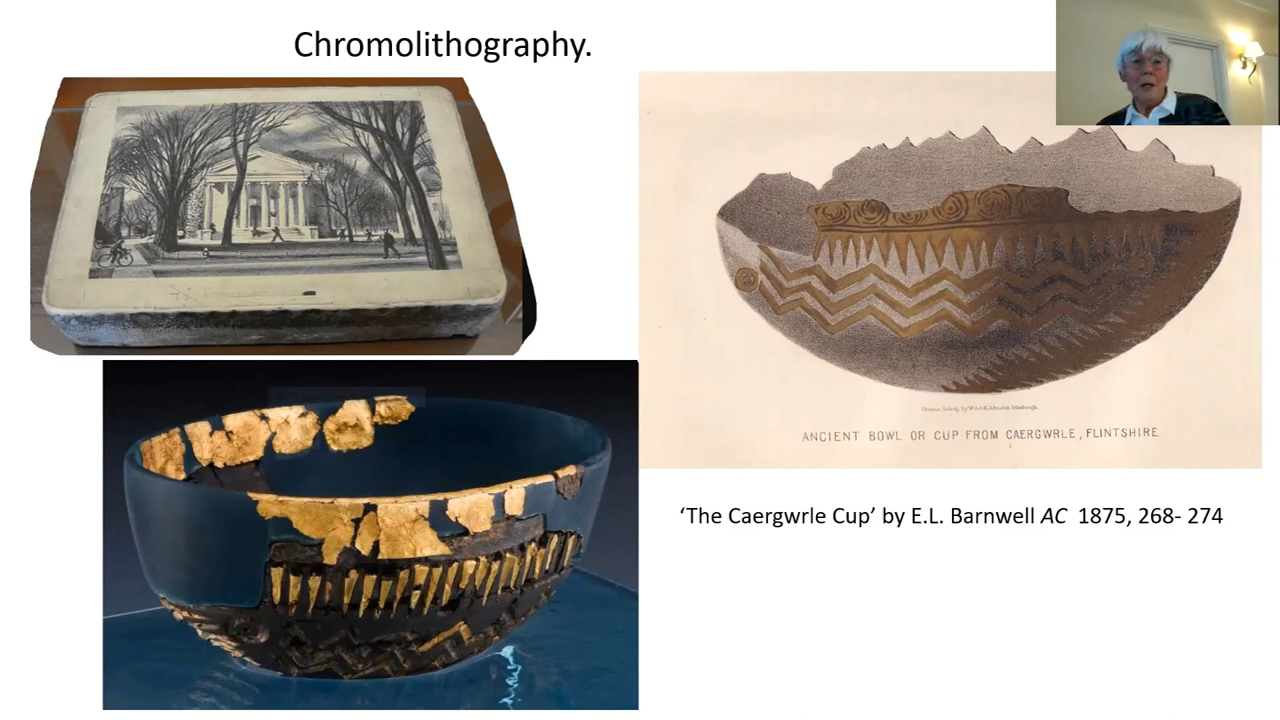 Chromolithography.
ANCIENT BOWL OR CUP FROM CAERGWRLE, FLINTSHIRE.
‘The Caergwrle Cup’ by E.L. Barnwell AC 1875, 268- 274